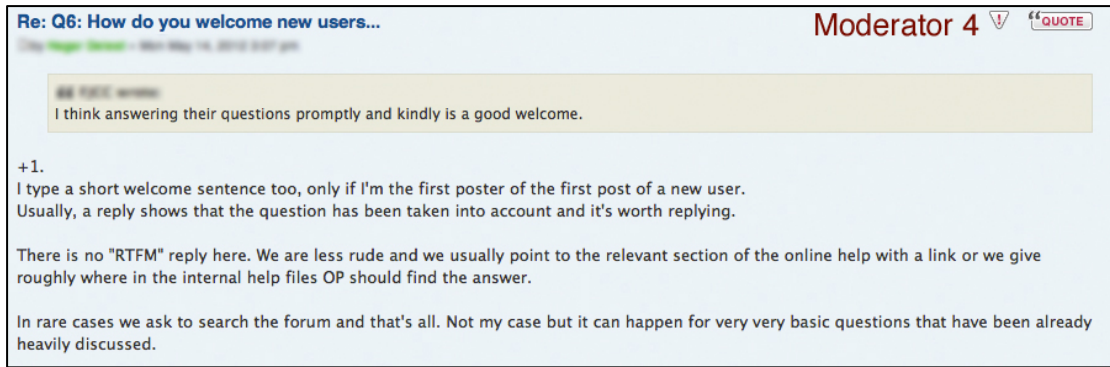 Re: Q6: How do you welcome new users...
Moderator 4
QUOTE
I think answering their questions promptly and kindly is a good welcome.
+1.
I type a short welcome sentence too, only if I'm the first poster of the first post of a new user.
Usually, a reply shows that the question has been taken into account and it's worth replying.
There is no "RTFM" reply here. We are less rude and we usually point to the relevant section of the online help with a link or we give
roughly where in the internal help files OP should find the answer.
In rare cases we ask to search the forum and that's all. Not my case but it can happen for very very basic questions that have been already
heavily discussed.